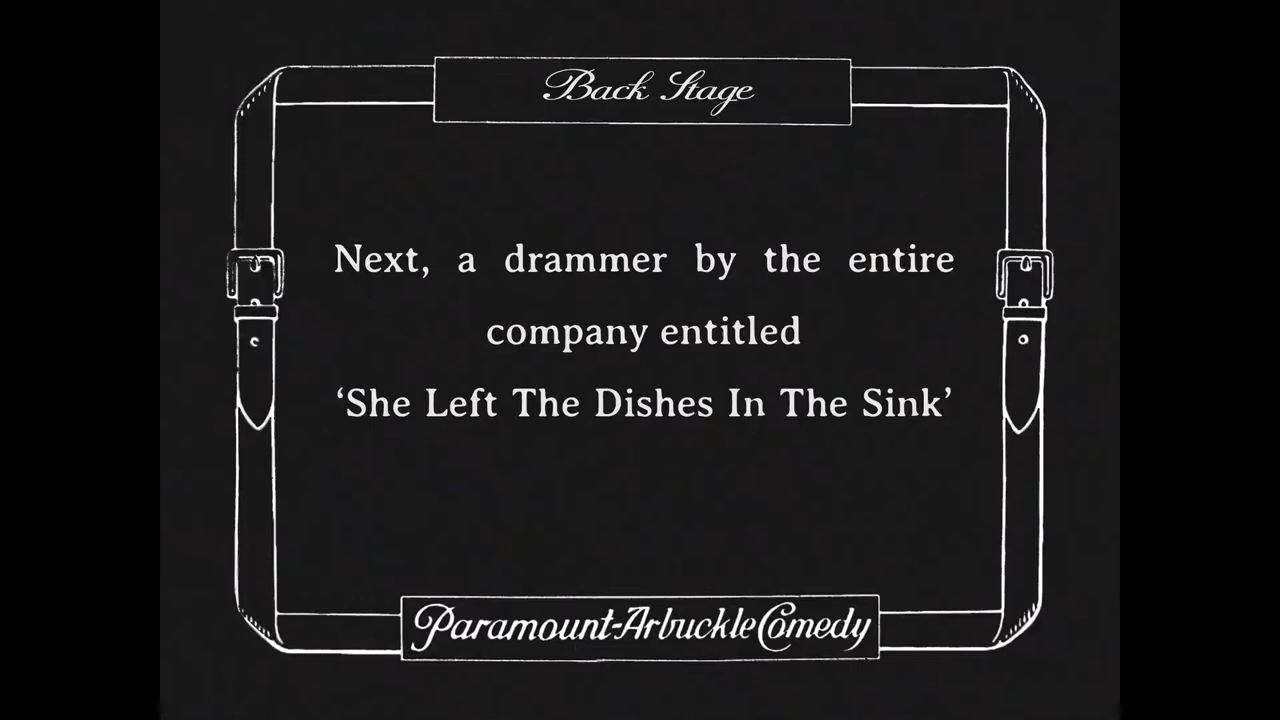 Back Stage
Next, a drammer by the entire
company entitled
‘She Left The Dishes In The Sink’
Paramount-Arbuckle Comedy